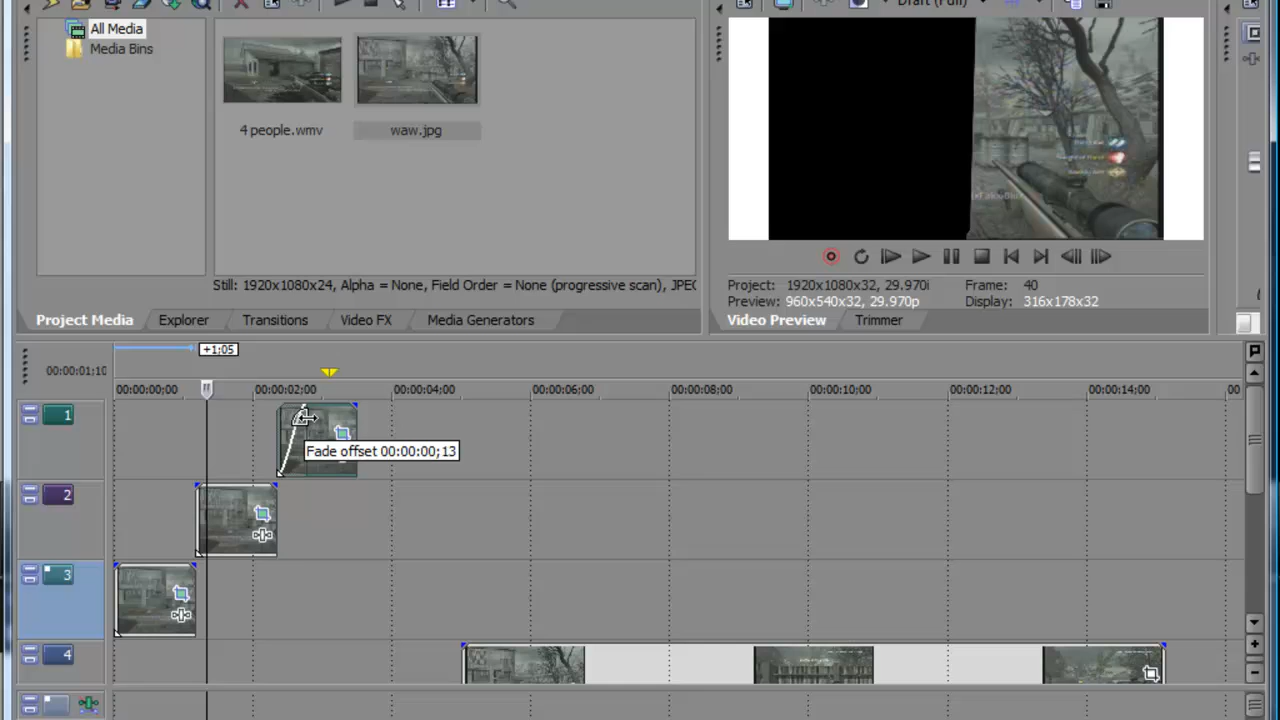 Draft (Full)
All Media
Media Bins
4 people.wmv
waw.jpg
Still: 1920x1080x24, Alpha = None, Field Order = None (progressive scan), JPEG
Project: 1920x1080x32, 29.970i
Frame: 40
Preview: 960x540x32, 29.970p
Display: 316x178x32
Project Media
Explorer
Transitions
Video FX
Media Generators
Video Preview
Trimmer
+1;05
00:00:01;10
00:00:00;00
00:00:02;00
00:00:04;00
00:00:06;00
00:00:08;00
00:00:10;00
00:00:12;00
00:00:14;00
00
1
Fade offset 00:00:00;13
2
3
4